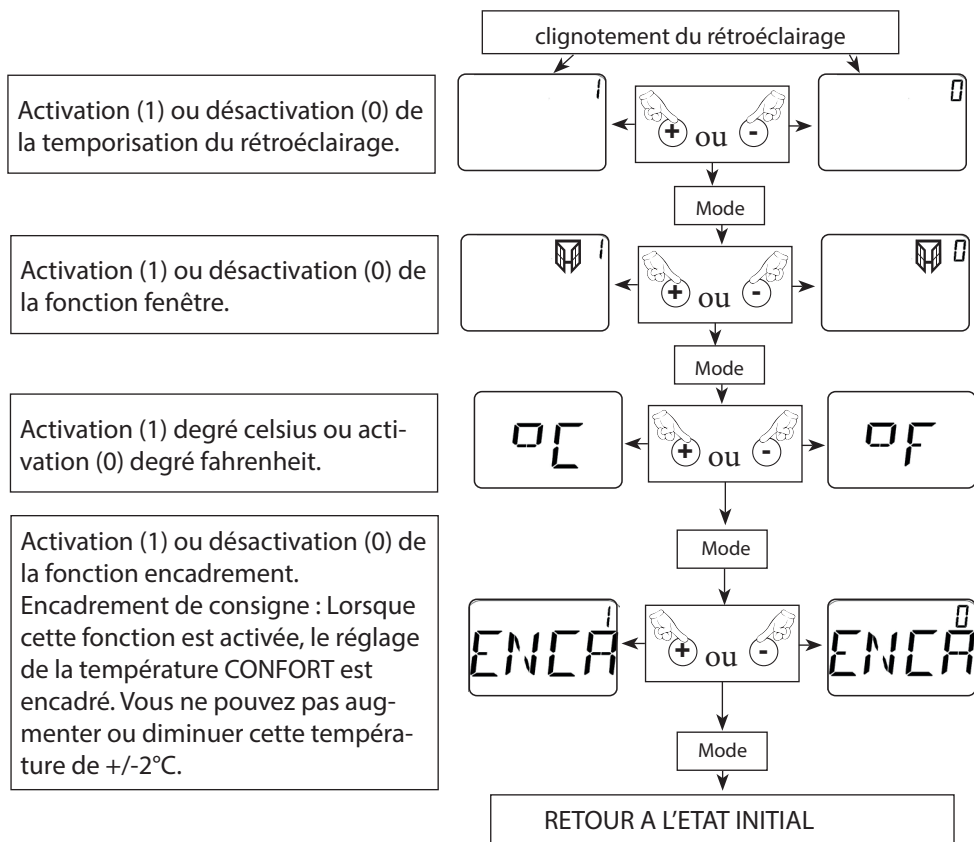 clignotement du rétroéclairage
Activation (1) ou désactivation (0) de
la temporisation du rétroéclairage.
1
+ ou -
0
Mode
Activation (1) ou désactivation (0) de
la fonction fenêtre.
1
+ ou -
0
Mode
Activation (1) degré celsius ou acti-
vation (0) degré fahrenheit.
°C
+ ou -
°F
Mode
Activation (1) ou désactivation (0) de
la fonction encadrement.
Encadrement de consigne : Lorsque
cette fonction est activée, le réglage
de la température CONFORT est
encadré. Vous ne pouvez pas aug-
menter ou diminuer cette tempéra-
ture de +/-2°C.
1
ENCA
+ ou -
0
ENCA
Mode
RETOUR A L'ETAT INITIAL